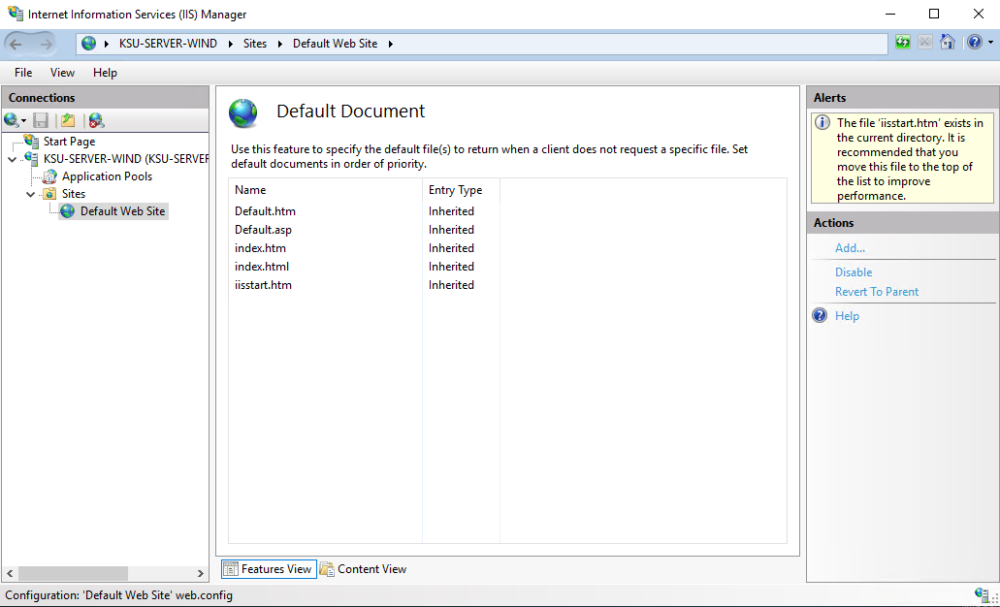 Internet Information Services (IIS) Manager
KSU-SERVER-WIND Sites Default Web Site
File View Help
Connections
Start Page
KSU-SERVER-WIND (KSU-SERVER
Application Pools
Sites
Default Web Site
Default Document
Use this feature to specify the default file(s) to return when a client does not request a specific file. Set
default documents in order of priority.
Name Entry Type
Default.htm Inherited
Default.asp Inherited
index.htm Inherited
index.html Inherited
iisstart.htm Inherited
Features View Content View
Alerts
The file 'iisstart.htm' exists in
the current directory. It is
recommended that you
move this file to the top of
the list to improve
performance.
Actions
Add...
Disable
Revert To Parent
Help
Configuration: 'Default Web Site' web.config